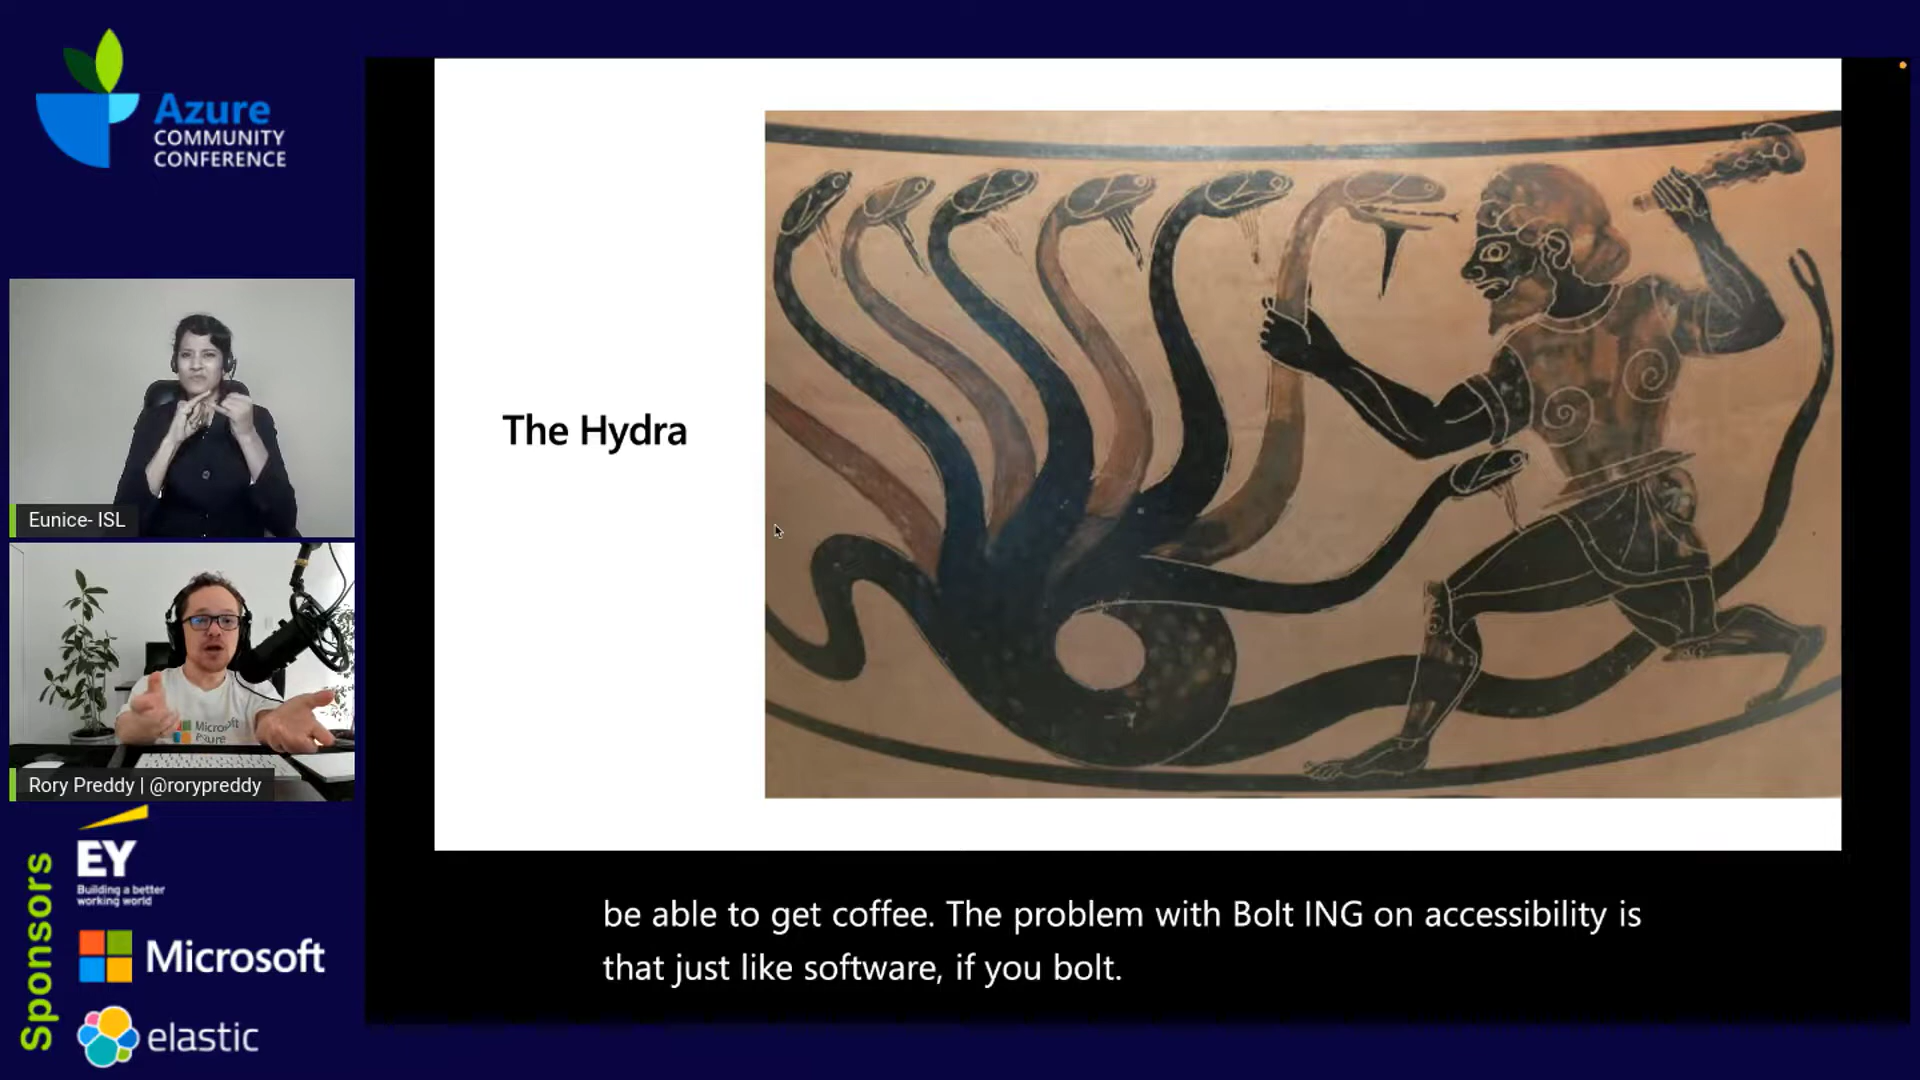 Azure
COMMUNITY
CONFERENCE
Eunice- ISL
Microsoft
Azure
Rory Preddy | @rorypreddy
Sponsors
EY
Building a better
working world
Microsoft
elastic
The Hydra
be able to get coffee. The problem with Bolt ING on accessibility is
that just like software, if you bolt.